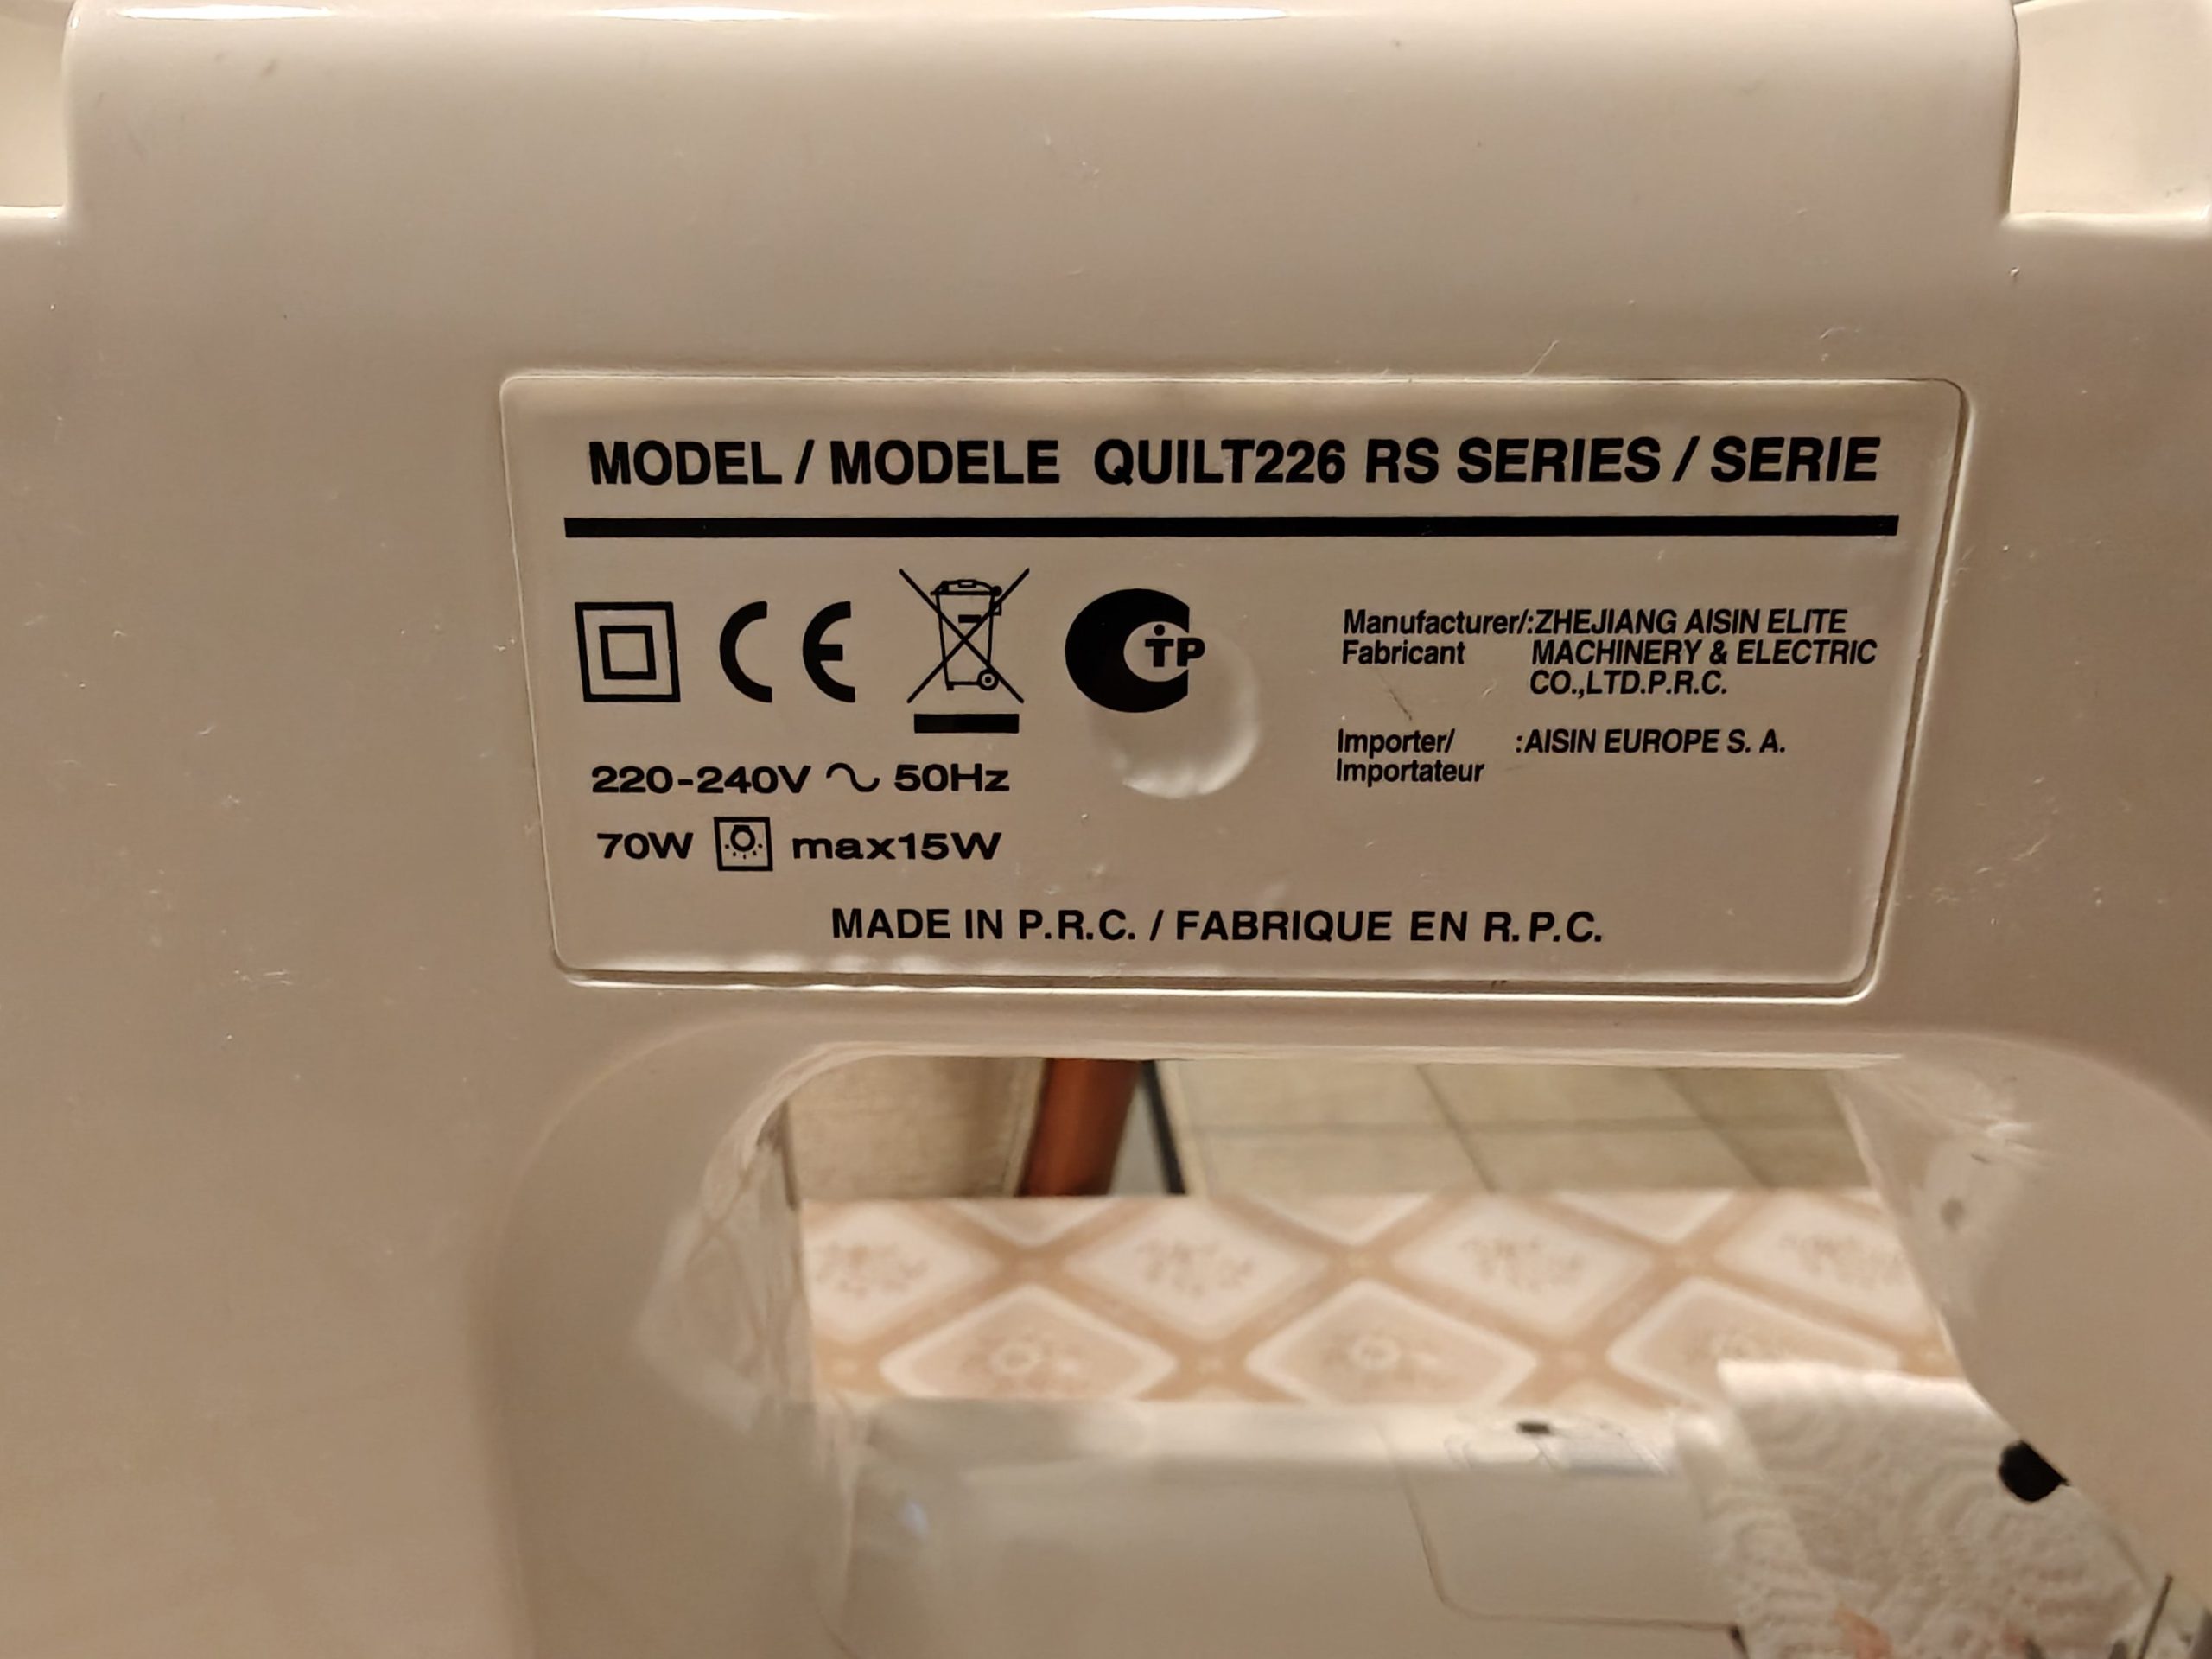 MODEL / MODELE QUILT226 RS SERIES / SERIE
CE
TP
Manufacturer/:ZHEJIANG AISIN ELITE
Fabricant MACHINERY & ELECTRIC
CO.,LTD.P.R.C.
Importer/ :AISIN EUROPE S. A.
Importateur
220-240V ~ 50Hz
70W max15W
MADE IN P.R.C. / FABRIQUE EN R.P.C.